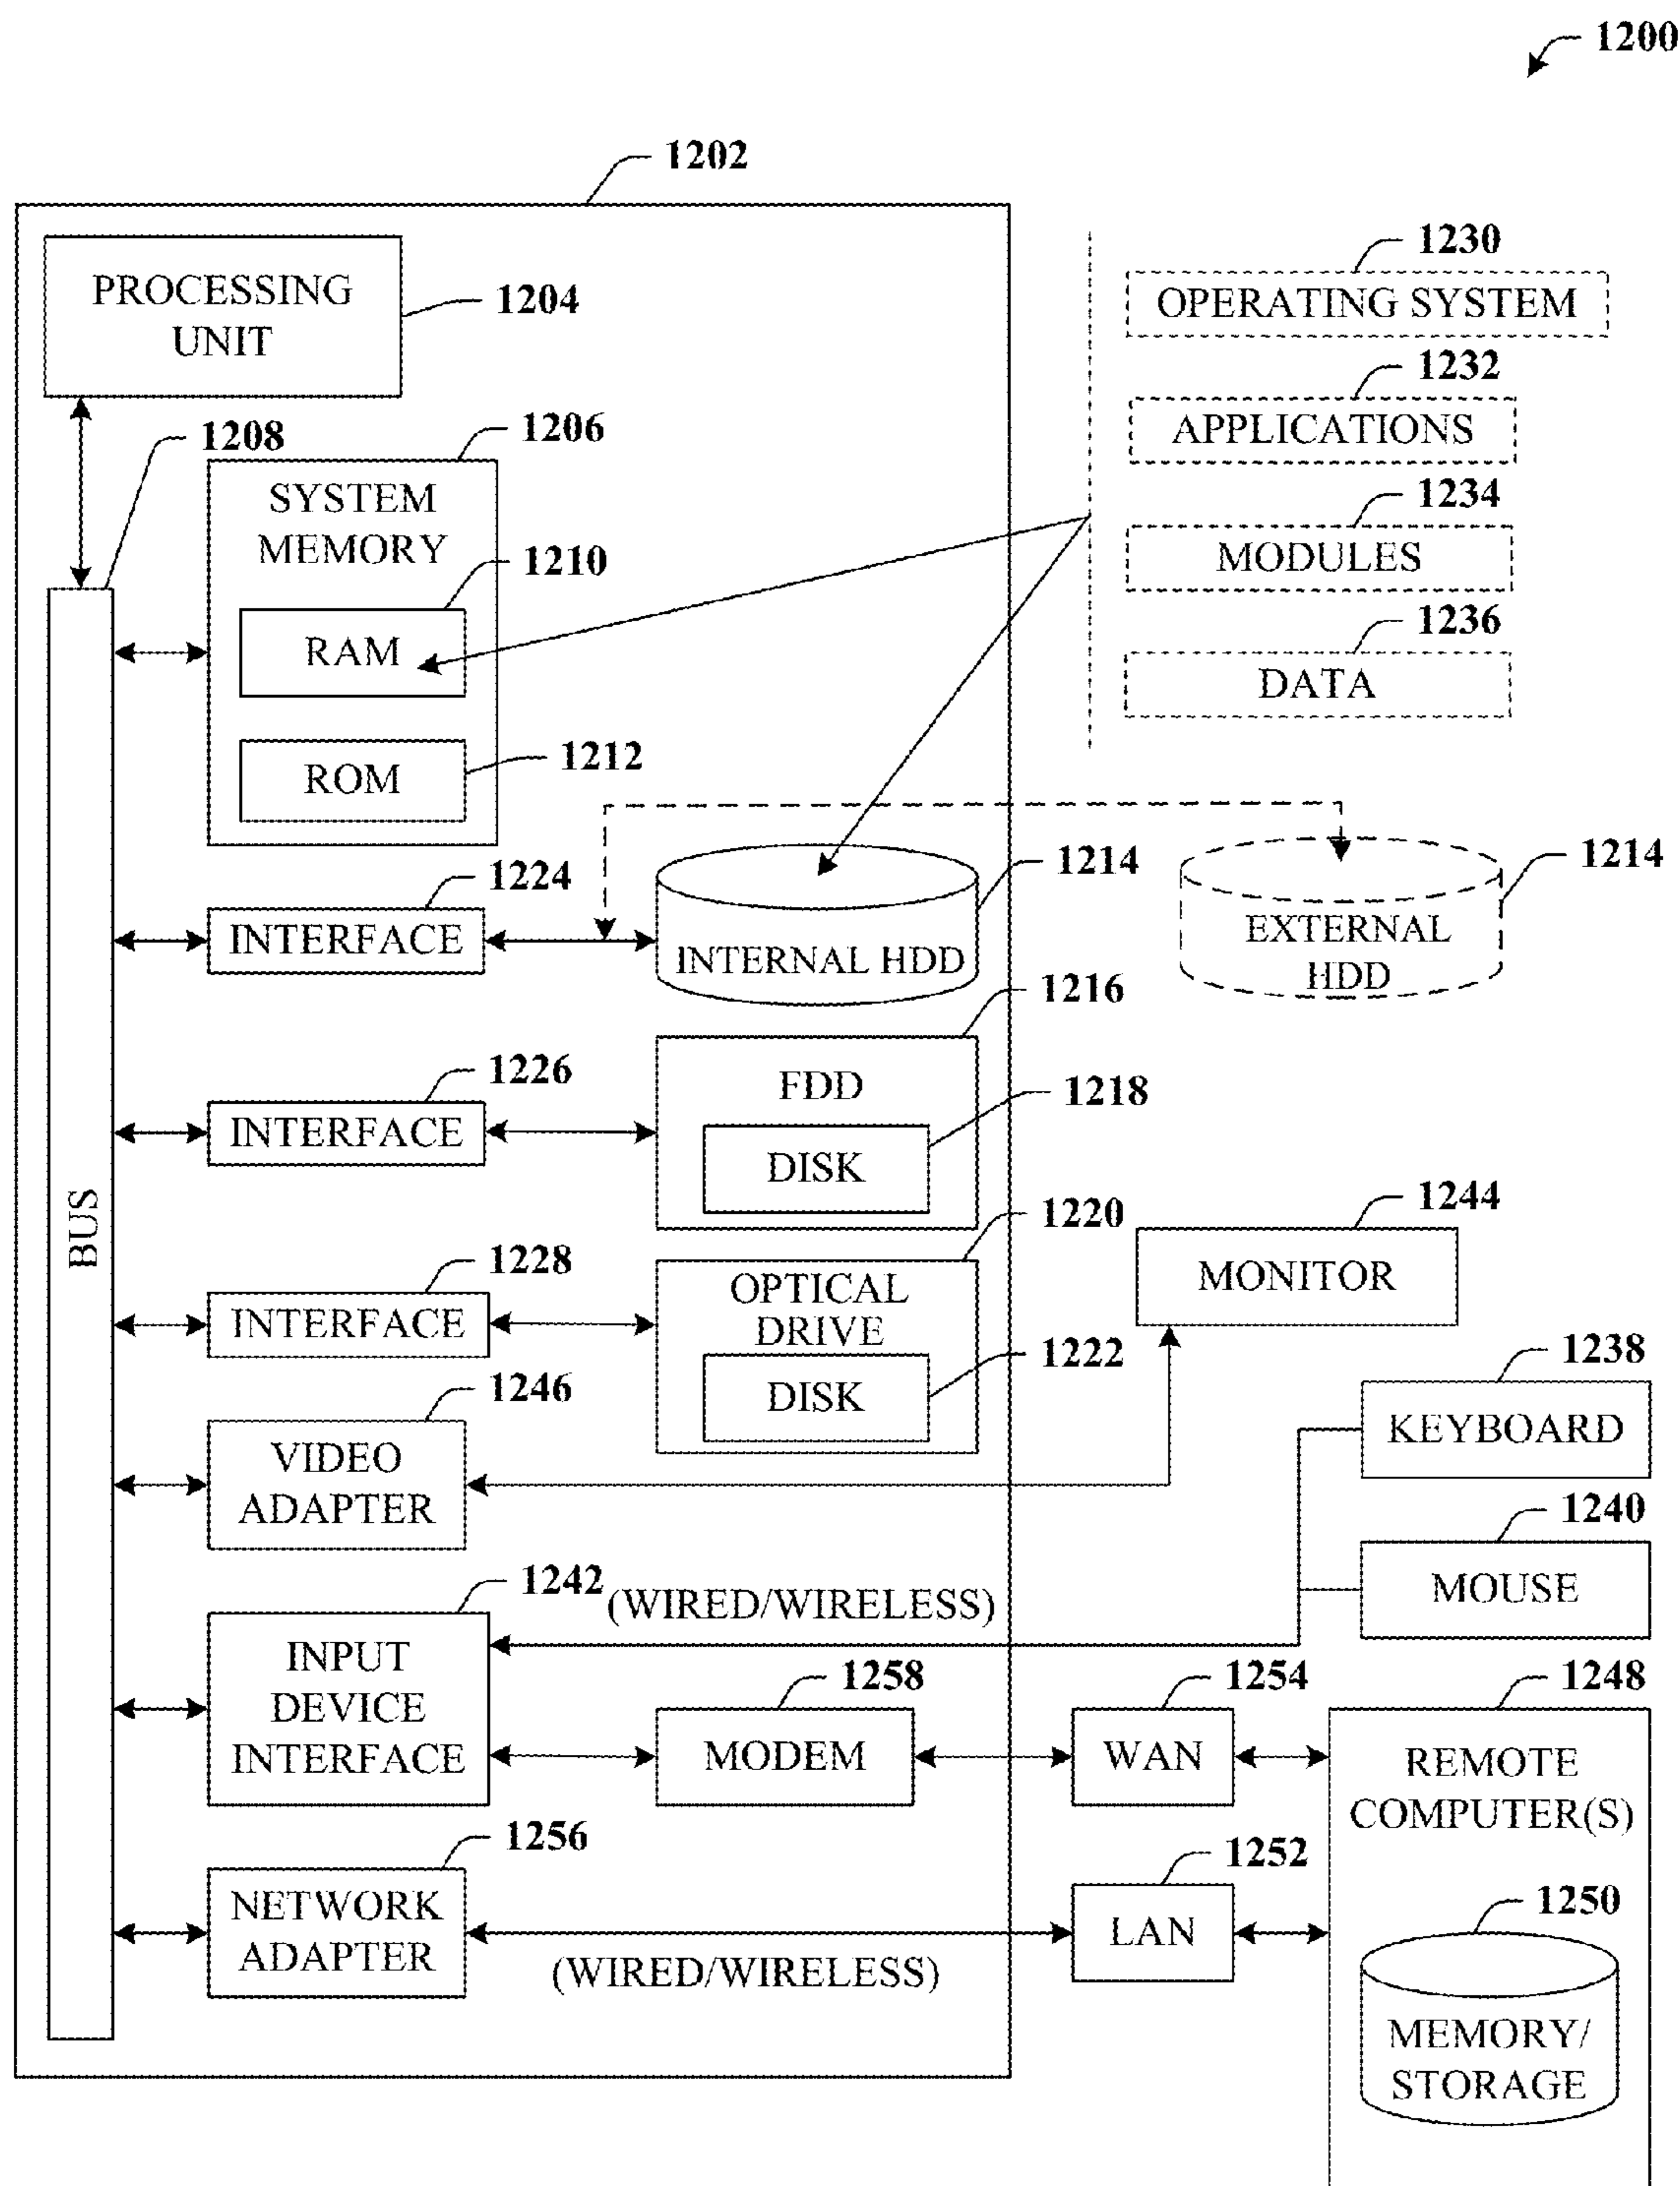 1200
1202
PROCESSING
UNIT
1204
1230
OPERATING SYSTEM
1232
APPLICATIONS
1234
MODULES
1236
DATA
1208
1206
SYSTEM
MEMORY
1210
RAM
1212
ROM
1224
INTERFACE
1214
INTERNAL HDD
1214
EXTERNAL
HDD
1216
FDD
1226
INTERFACE
1218
DISK
BUS
1220
OPTICAL
DRIVE
1228
INTERFACE
1222
DISK
1244
MONITOR
1246
VIDEO
ADAPTER
1238
KEYBOARD
1240
MOUSE
1242
(WIRED/WIRELESS)
INPUT
DEVICE
INTERFACE
1258
MODEM
1254
WAN
1248
REMOTE
COMPUTER(S)
1256
NETWORK
ADAPTER
(WIRED/WIRELESS)
1252
LAN
1250
MEMORY/
STORAGE